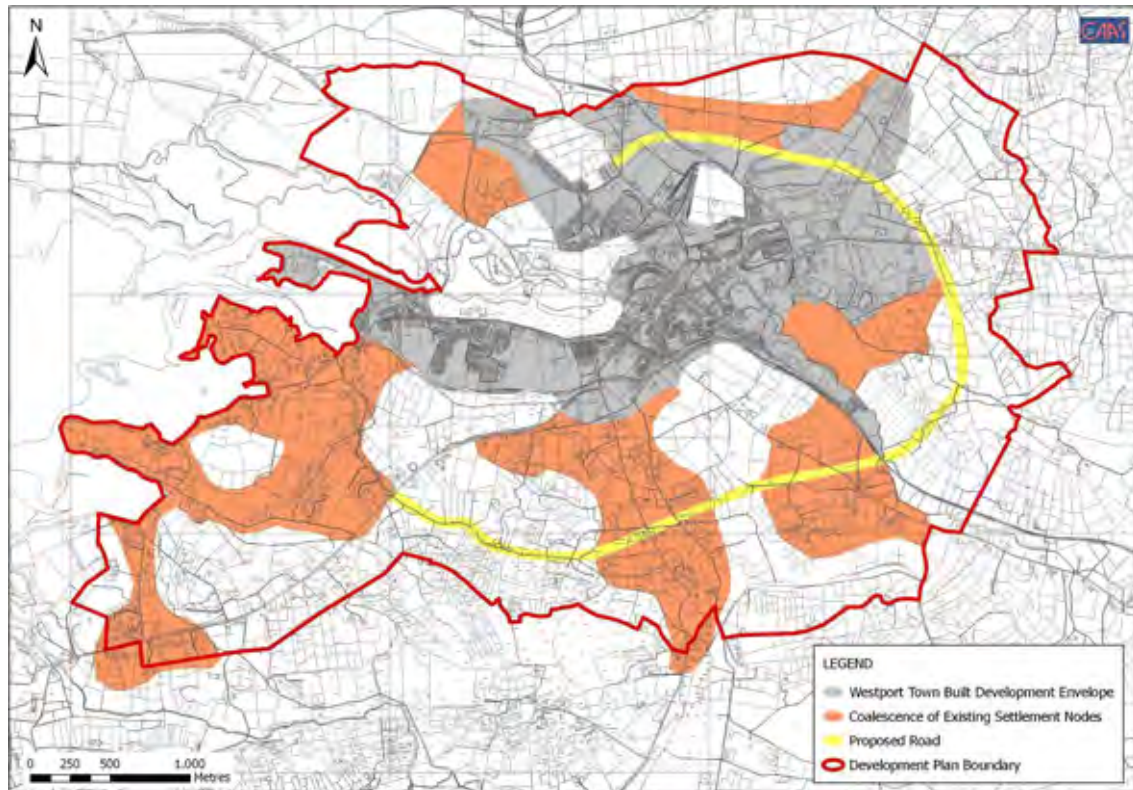 N
CAAS
LEGEND
Westport Town Built Development Envelope
Coalescence of Existing Settlement Nodes
Proposed Road
Development Plan Boundary
0 250 500 1.000
Metres